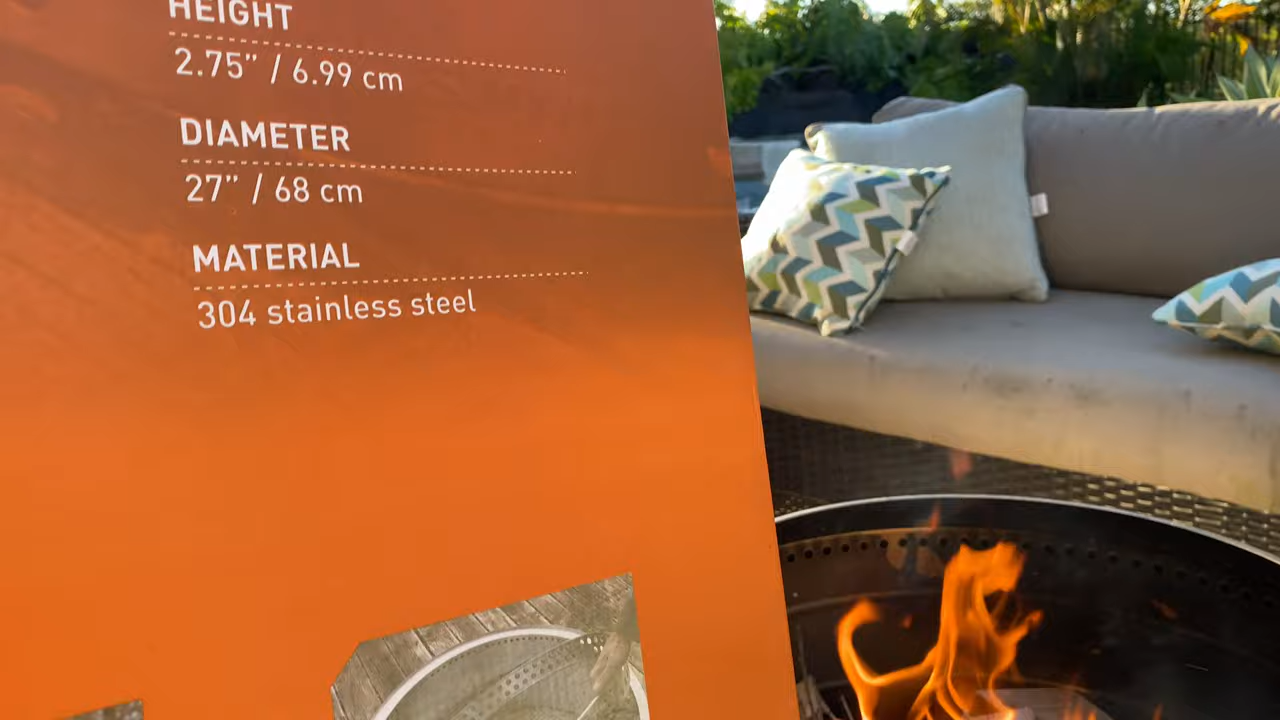 HEIGHT
2.75” / 6.99 cm
DIAMETER
27” / 68 cm
MATERIAL
304 stainless steel